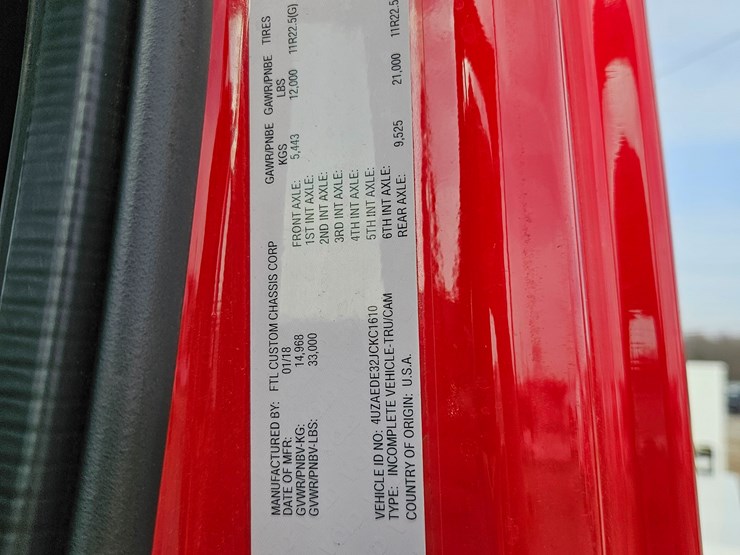 MANUFACTURED BY: FTL CUSTOM CHASSIS CORP
DATE OF MFR: 01/18
GVWR/PNBV-KG: 14,968
GVWR/PNBV-LBS: 33,000
GAWR/PNBE KGS GAWR/PNBE LBS TIRES
FRONT AXLE: 5,443 12,000 11R22.5(G)
1ST INT AXLE:
2ND INT AXLE:
3RD INT AXLE:
4TH INT AXLE:
5TH INT AXLE:
6TH INT AXLE:
REAR AXLE: 9,525 21,000 11R22.5
VEHICLE ID NO: 4UZAEDE32JCKC1610
TYPE: INCOMPLETE VEHICLE-TRU/CAM
COUNTRY OF ORIGIN: U.S.A.